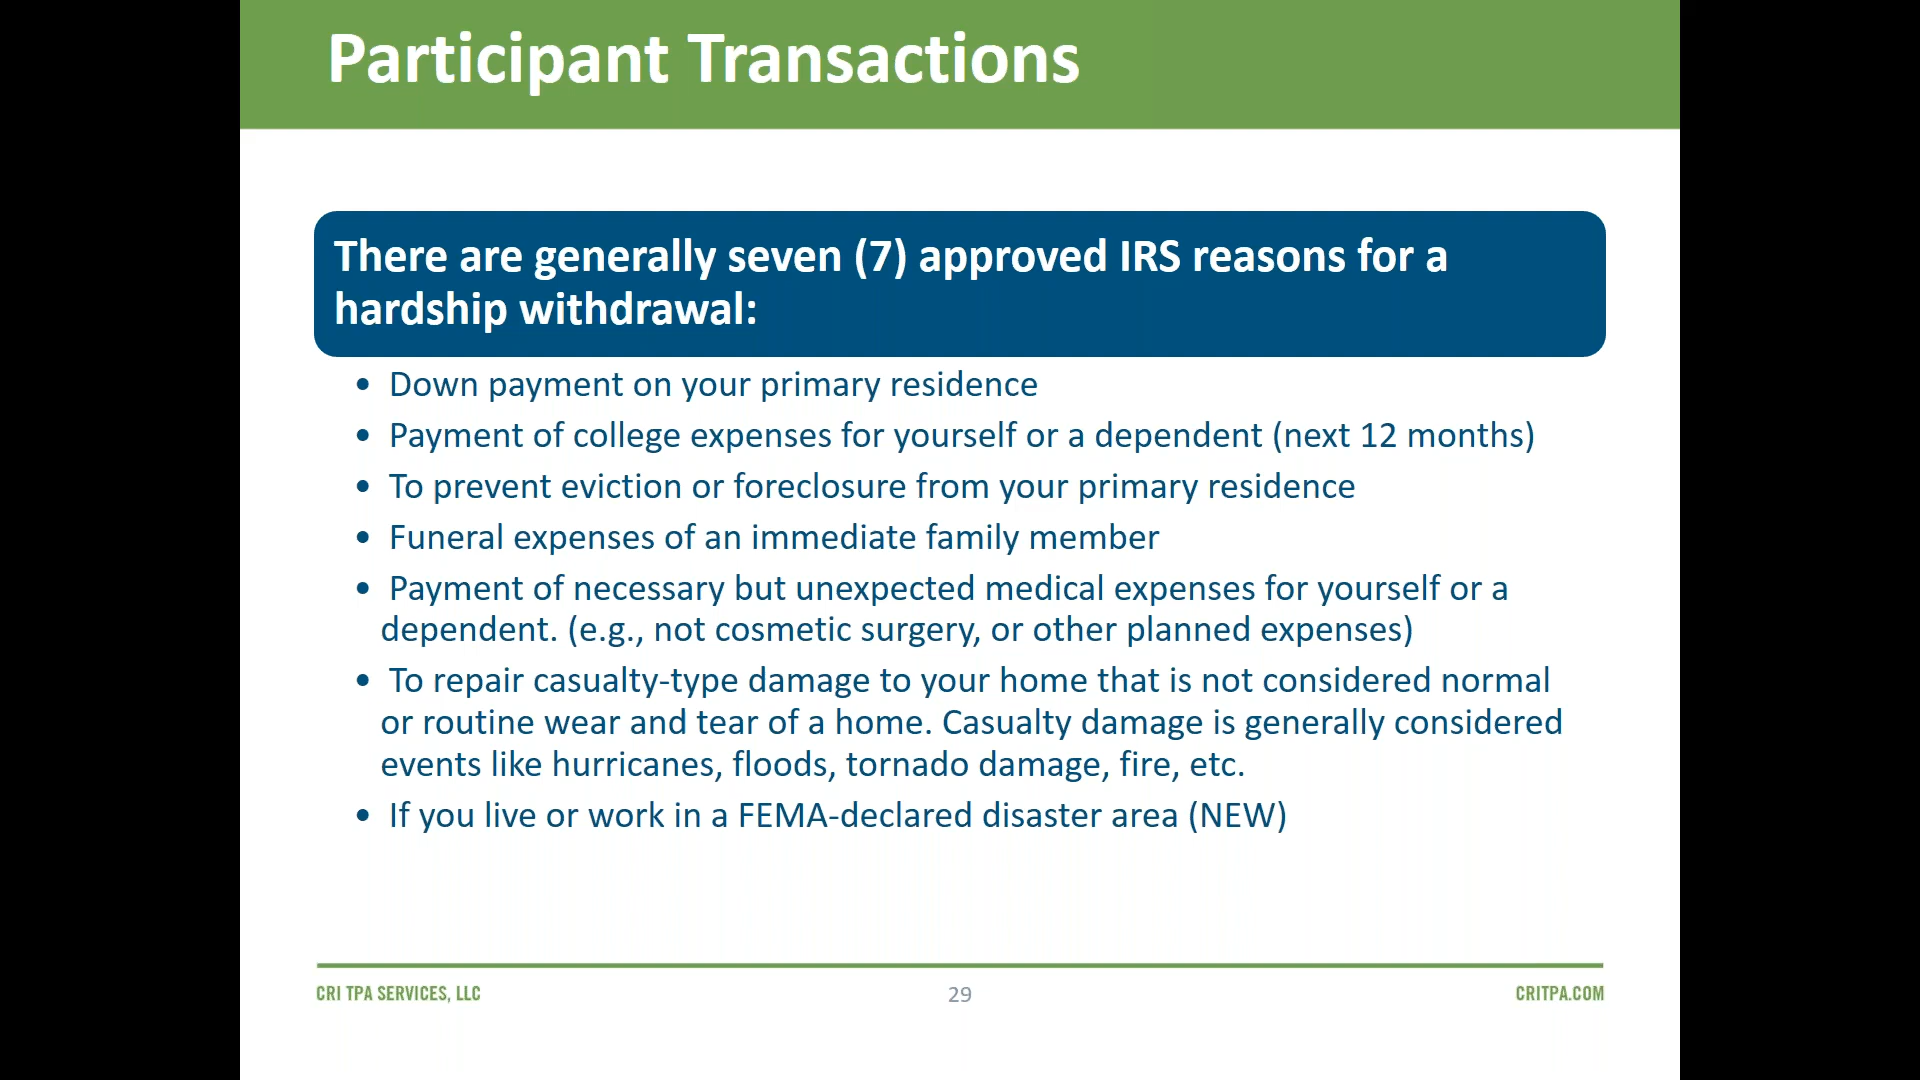 Participant Transactions
There are generally seven (7) approved IRS reasons for a
hardship withdrawal:
• Down payment on your primary residence
• Payment of college expenses for yourself or a dependent (next 12 months)
• To prevent eviction or foreclosure from your primary residence
• Funeral expenses of an immediate family member
• Payment of necessary but unexpected medical expenses for yourself or a
dependent. (e.g., not cosmetic surgery, or other planned expenses)
• To repair casualty-type damage to your home that is not considered normal
or routine wear and tear of a home. Casualty damage is generally considered
events like hurricanes, floods, tornado damage, fire, etc.
• If you live or work in a FEMA-declared disaster area (NEW)
CRI TPA SERVICES, LLC
29
CRITPA.COM